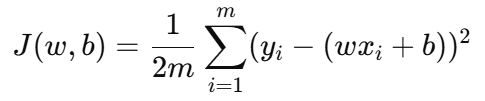 J(w, b) = \frac{1}{2m} \sum_{i=1}^{m} (y_i − (wx_i + b))^2